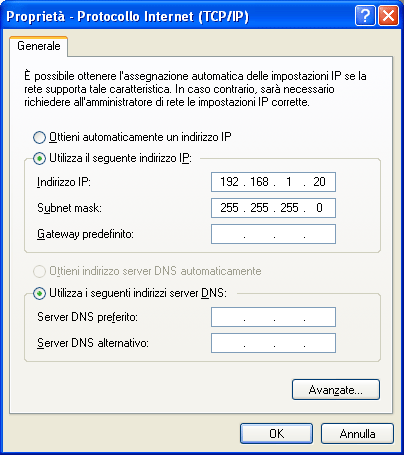 Proprietà - Protocollo Internet (TCP/IP)
Generale
È possibile ottenere l'assegnazione automatica delle impostazioni IP se la
rete supporta tale caratteristica. In caso contrario, sarà necessario
richiedere all'amministratore di rete le impostazioni IP corrette.
Ottieni automaticamente un indirizzo IP
Utilizza il seguente indirizzo IP:
Indirizzo IP: 192 . 168 . 1 . 20
Subnet mask: 255 . 255 . 255 . 0
Gateway predefinito: . . .
Ottieni indirizzo server DNS automaticamente
Utilizza i seguenti indirizzi server DNS:
Server DNS preferito: . . .
Server DNS alternativo: . . .
Avanzate...
OK Annulla